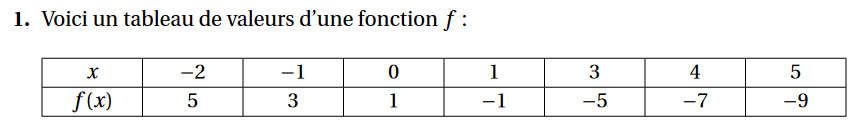 1. Voici un tableau de valeurs d’une fonction f :
x −2 −1 0 1 3 4 5
f(x) 5 3 1 −1 −5 −7 −9